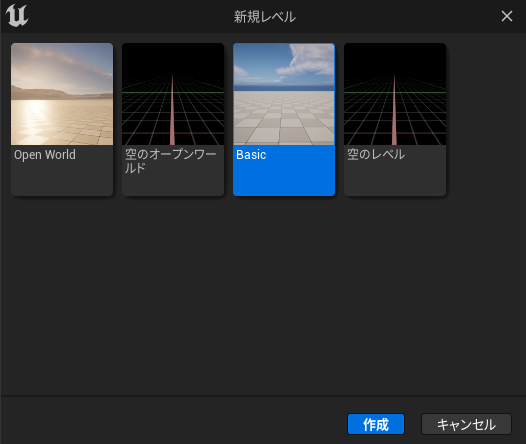 新規レベル
Open World
空のオープンワー
ルド
Basic
空のレベル
作成
キャンセル